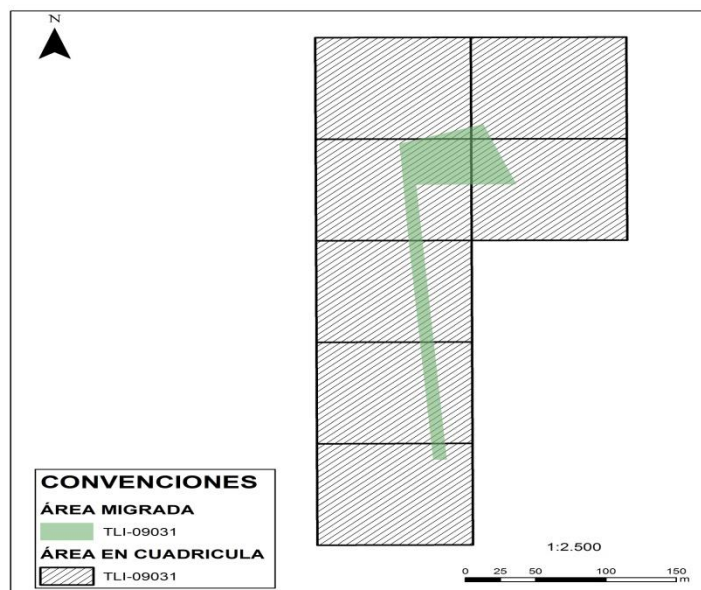 N
CONVENCIONES
ÁREA MIGRADA
TLI-09031
ÁREA EN CUADRICULA
TLI-09031
1:2.500
0 25 50 100 150
m